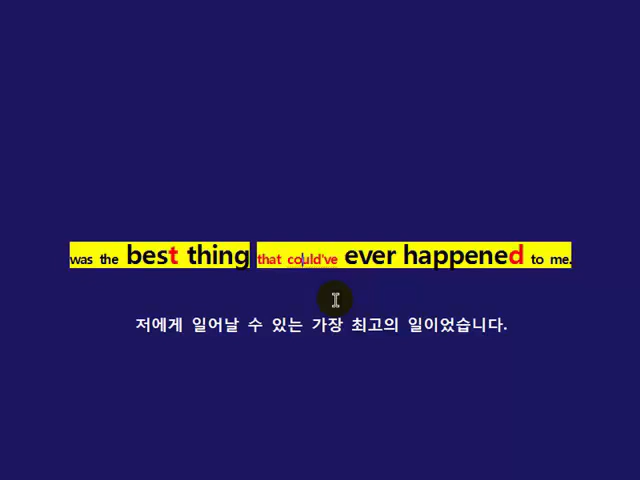 was the best thing that could've ever happened to me.
저에게 일어날 수 있는 가장 최고의 일이었습니다.